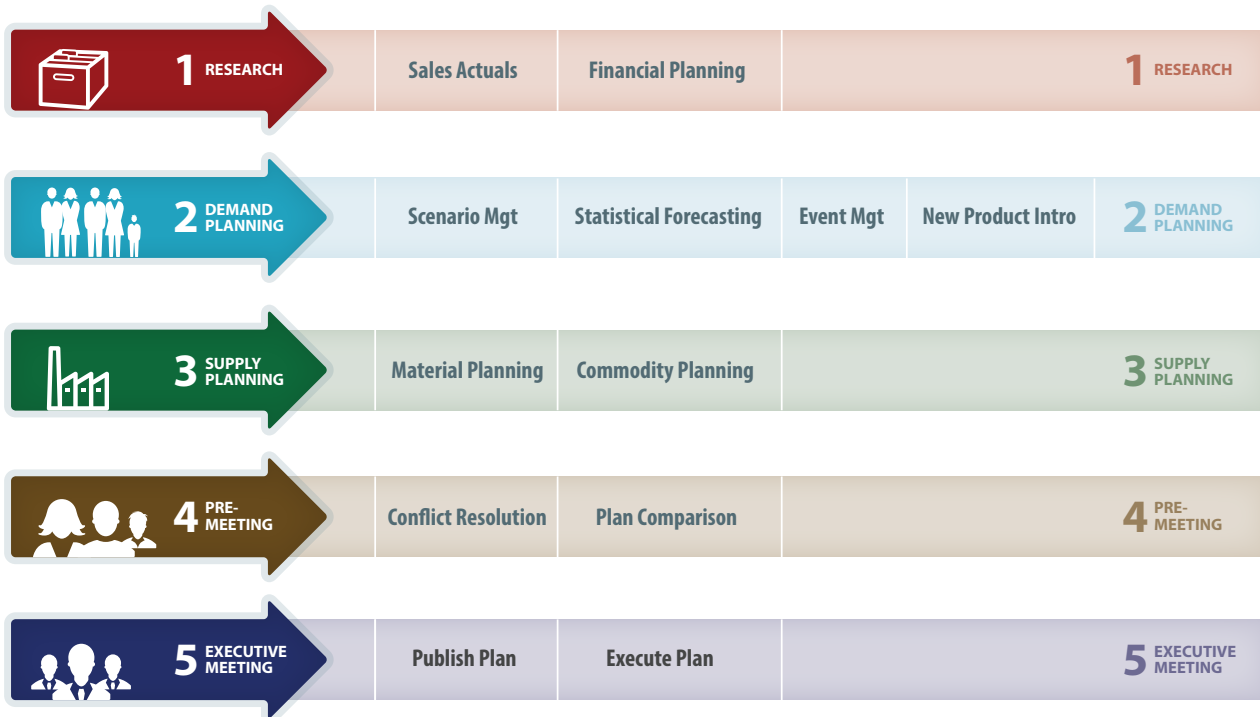 1 RESEARCH Sales Actuals Financial Planning 1 RESEARCH
2 DEMAND PLANNING Scenario Mgt Statistical Forecasting Event Mgt New Product Intro 2 DEMAND PLANNING
3 SUPPLY PLANNING Material Planning Commodity Planning 3 SUPPLY PLANNING
4 PRE-MEETING Conflict Resolution Plan Comparison 4 PRE-MEETING
5 EXECUTIVE MEETING Publish Plan Execute Plan 5 EXECUTIVE MEETING